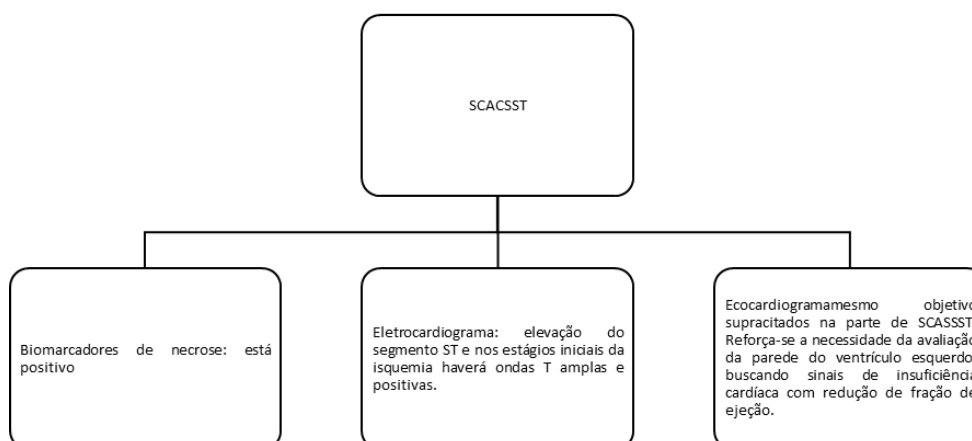 SCACSST
Biomarcadores de necrose: está
positivo
Eletrocardiograma: elevação do
segmento ST e nos estágios iniciais da
isquemia haverá ondas T amplas e
positivas.
Ecocardiogramamesmo objetivo
supracitados na parte de SCASSST
Reforça-se a necessidade da avaliação
da parede do ventrículo esquerdo
buscando sinais de insuficiência
cardíaca com redução de fração de
ejeção.